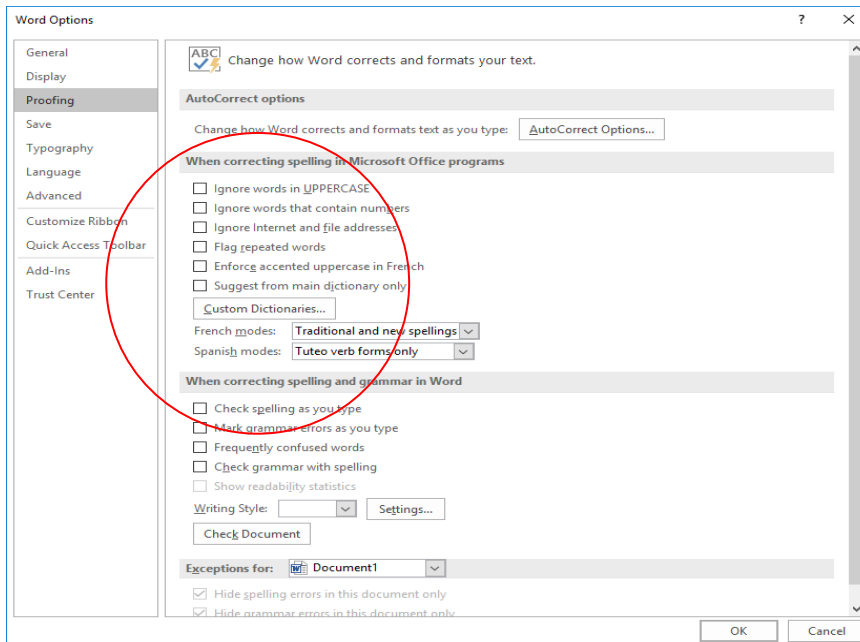 Word Options
?
General
Display
Proofing
Save
Typography
Language
Advanced
Customize Ribbon
Quick Access Toolbar
Add-Ins
Trust Center
ABC
Change how Word corrects and formats your text.
AutoCorrect options
Change how Word corrects and formats text as you type: AutoCorrect Options...
When correcting spelling in Microsoft Office programs
Ignore words in UPPERCASE
Ignore words that contain numbers
Ignore Internet and file addresses
Flag repeated words
Enforce accented uppercase in French
Suggest from main dictionary only
Custom Dictionaries...
French modes: Traditional and new spellings
Spanish modes: Tuteo verb forms only
When correcting spelling and grammar in Word
Check spelling as you type
Mark grammar errors as you type
Frequently confused words
Check grammar with spelling
Show readability statistics
Writing Style: Settings...
Check Document
Exceptions for: Document1
Hide spelling errors in this document only
Hide grammar errors in this document only
OK Cancel